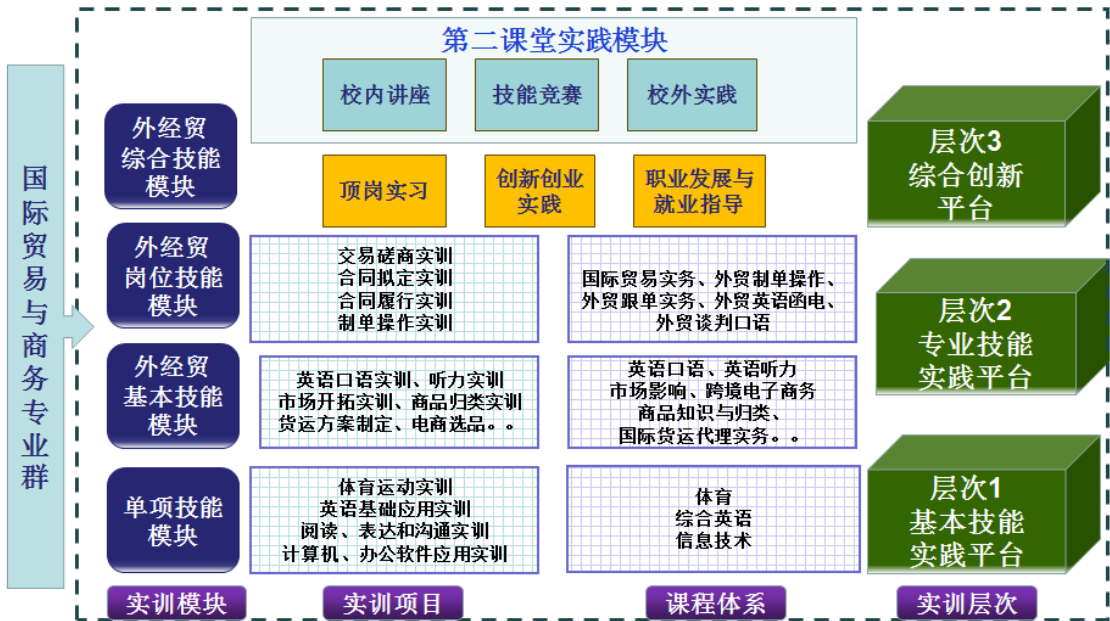 国际贸易与商务专业群
第二课堂实践模块
校内讲座
技能竞赛
校外实践
外经贸
综合技能
模块
顶岗实习
创新创业
实践
职业发展与
就业指导
层次3
综合创新
平台
外经贸
岗位技能
模块
交易磋商实训
合同拟定实训
合同履行实训
制单操作实训
国际贸易实务、外贸制单操作、
外贸跟单实务、外贸英语函电、
外贸谈判口语
层次2
专业技能
实践平台
外经贸
基本技能
模块
英语口语实训、听力实训
市场开拓实训、商品归类实训
货运方案制定、电商选品。。
英语口语、英语听力
市场影响、跨境电子商务
商品知识与归类、
国际货运代理实务。。
单项技能
模块
体育运动实训
英语基础应用实训
阅读、表达和沟通实训
计算机、办公软件应用实训
体育
综合英语
信息技术
层次1
基本技能
实践平台
实训模块
实训项目
课程体系
实训层次